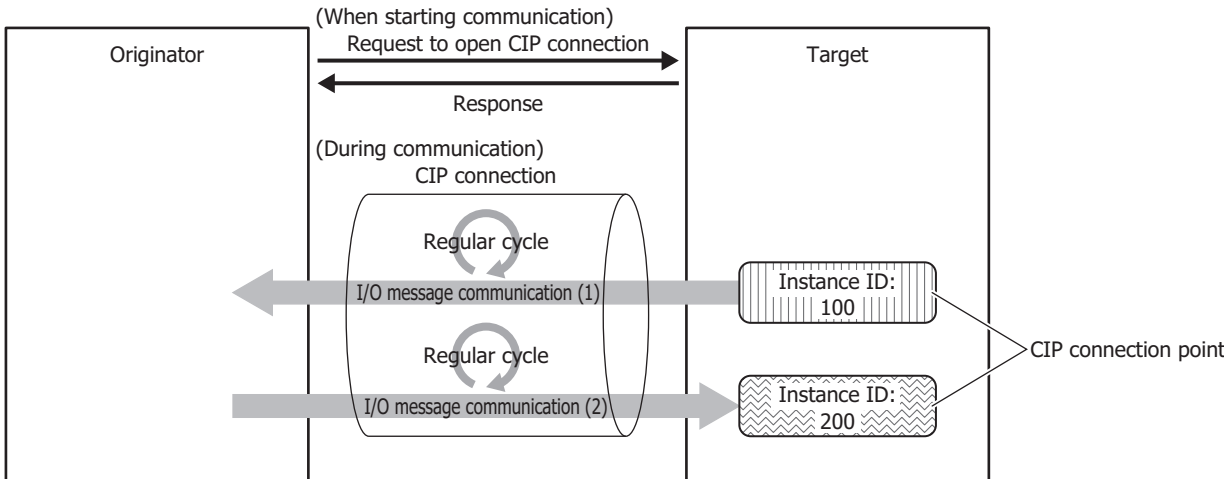 (When starting communication)
Request to open CIP connection
Originator
Target
Response
(During communication)
CIP connection
Regular cycle
I/O message communication (1)
Instance ID:
100
CIP connection point
Regular cycle
I/O message communication (2)
Instance ID:
200